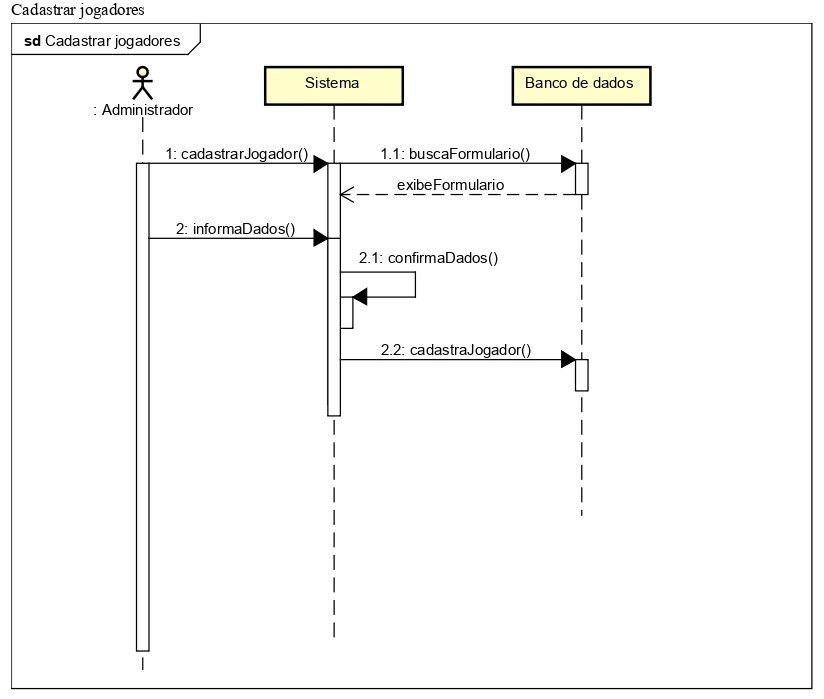 Cadastrar jogadores
sd Cadastrar jogadores
: Administrador
Sistema
Banco de dados
1: cadastrarJogador()
1.1: buscaFormulario()
exibeFormulario
2: informaDados()
2.1: confirmaDados()
2.2: cadastraJogador()